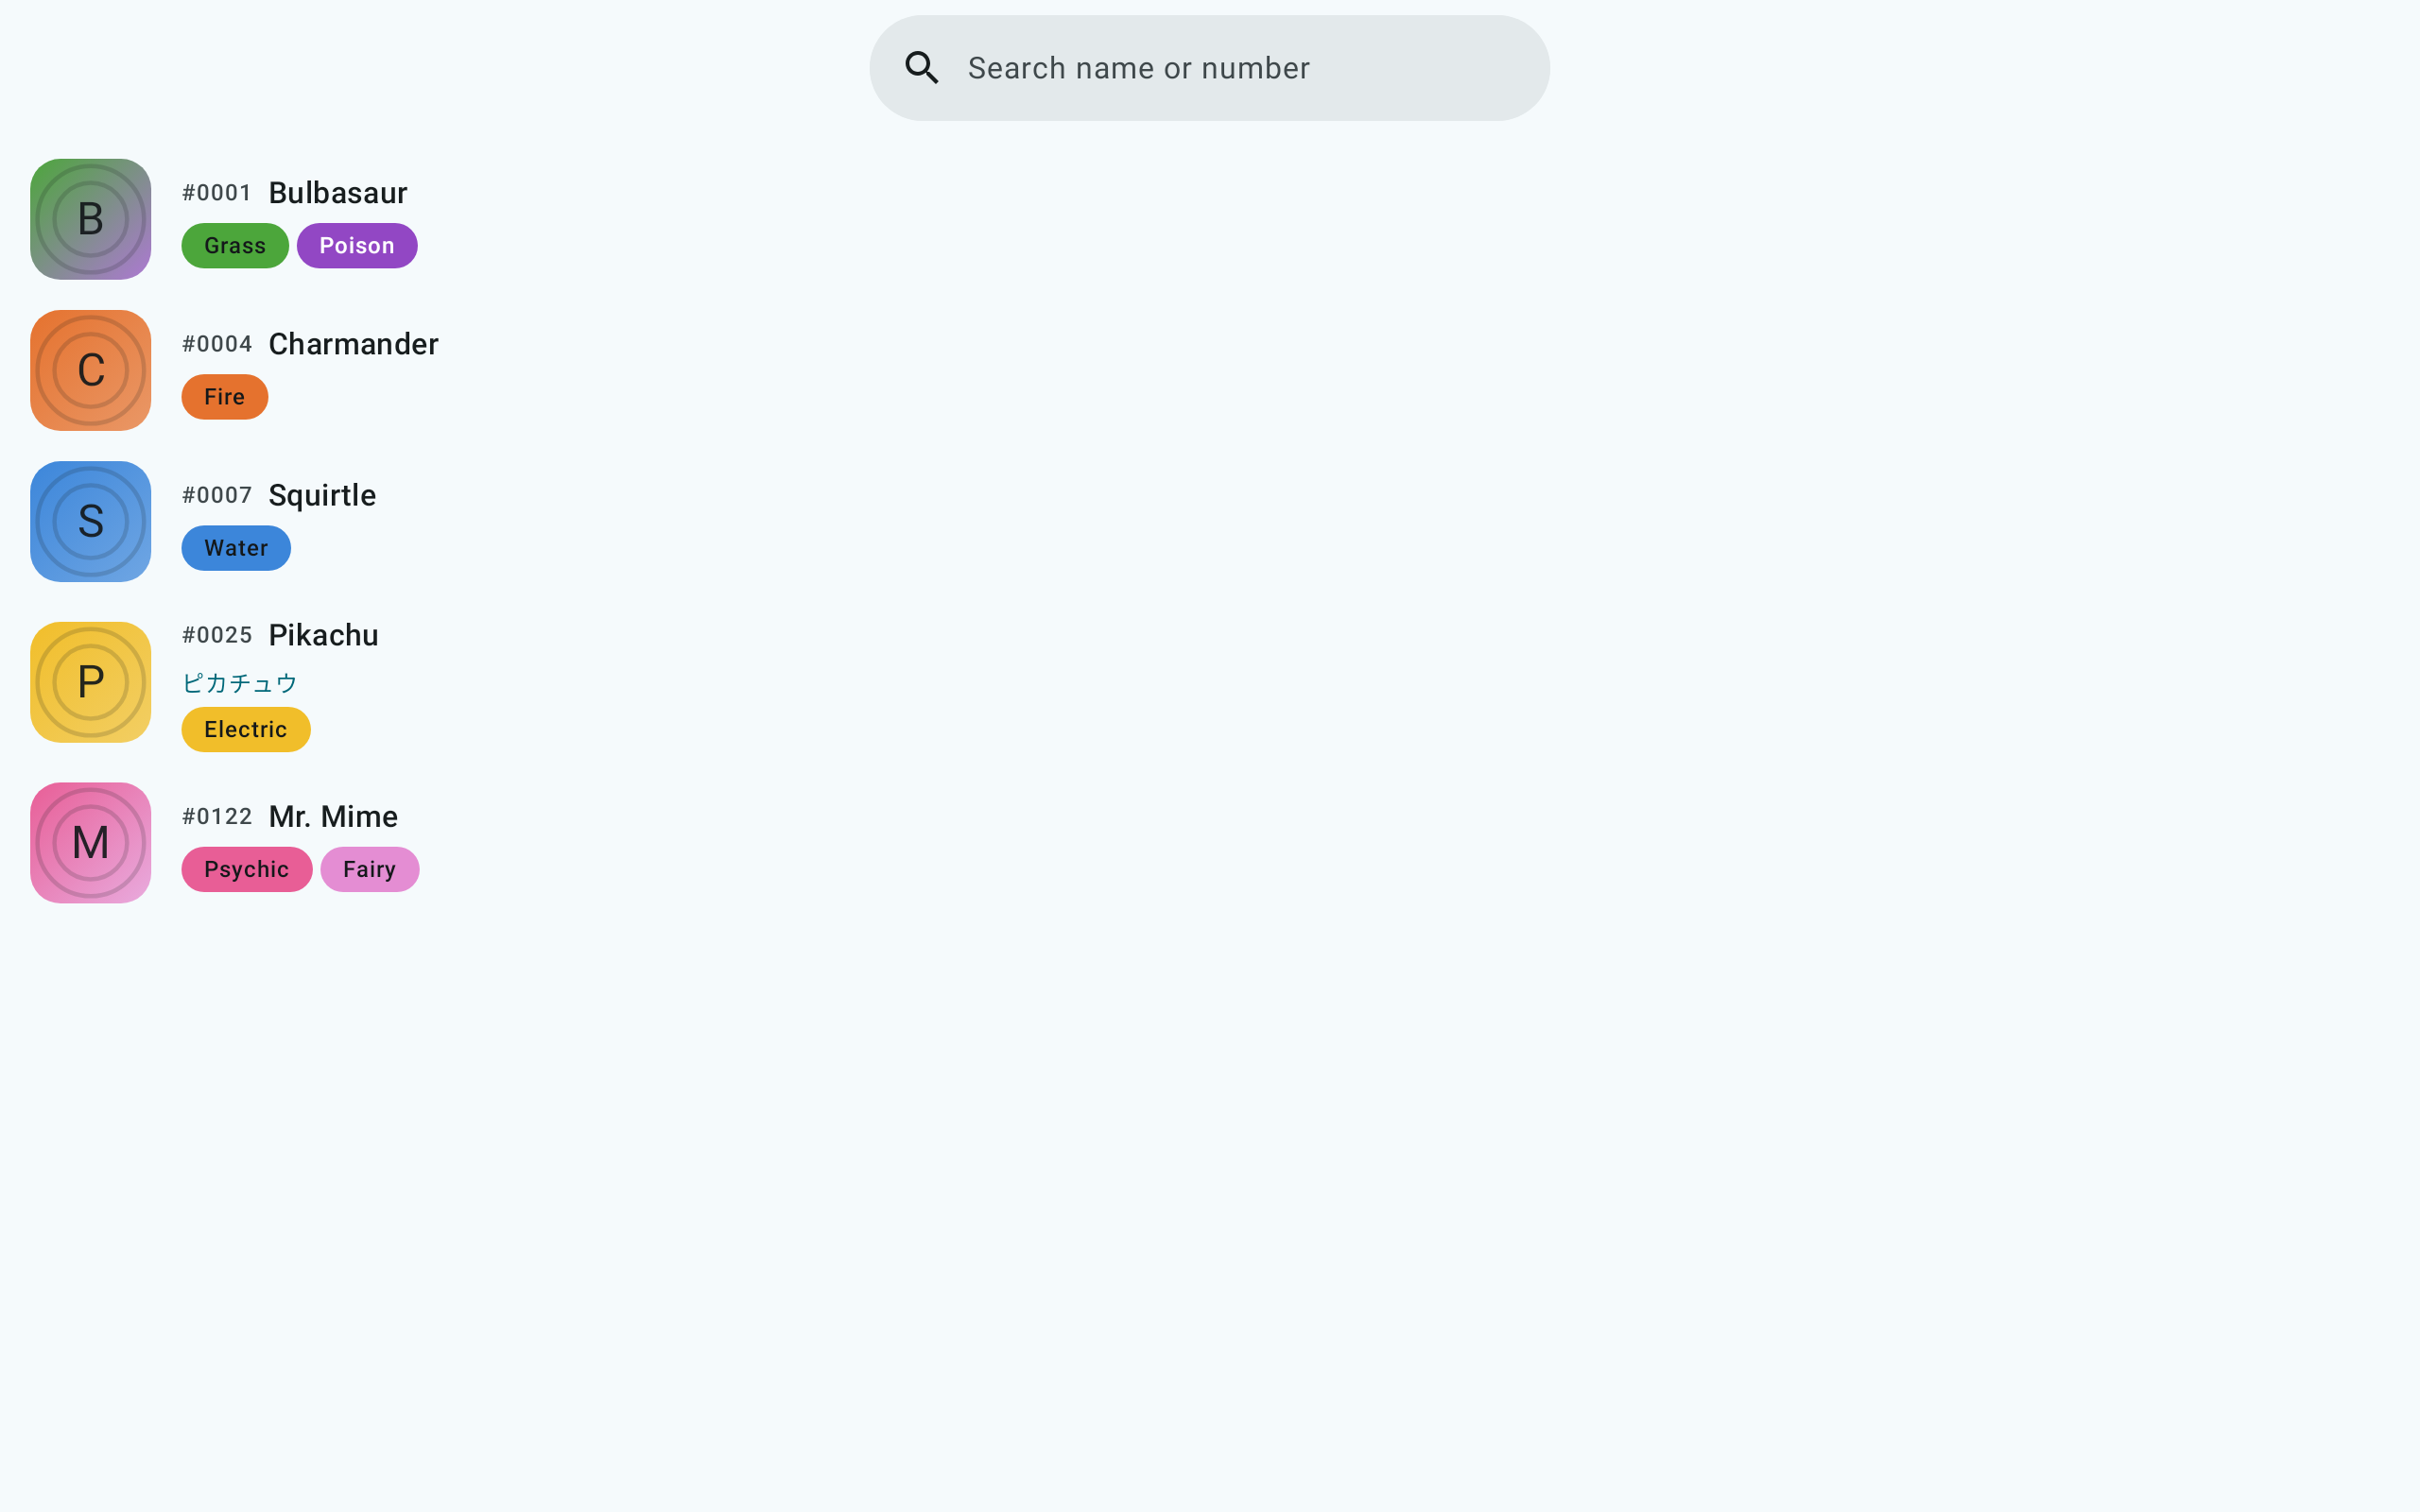 Search name or number
B
#0001 Bulbasaur
Grass Poison
C
#0004 Charmander
Fire
S
#0007 Squirtle
Water
P
#0025 Pikachu
ピカチュウ
Electric
M
#0122 Mr. Mime
Psychic Fairy